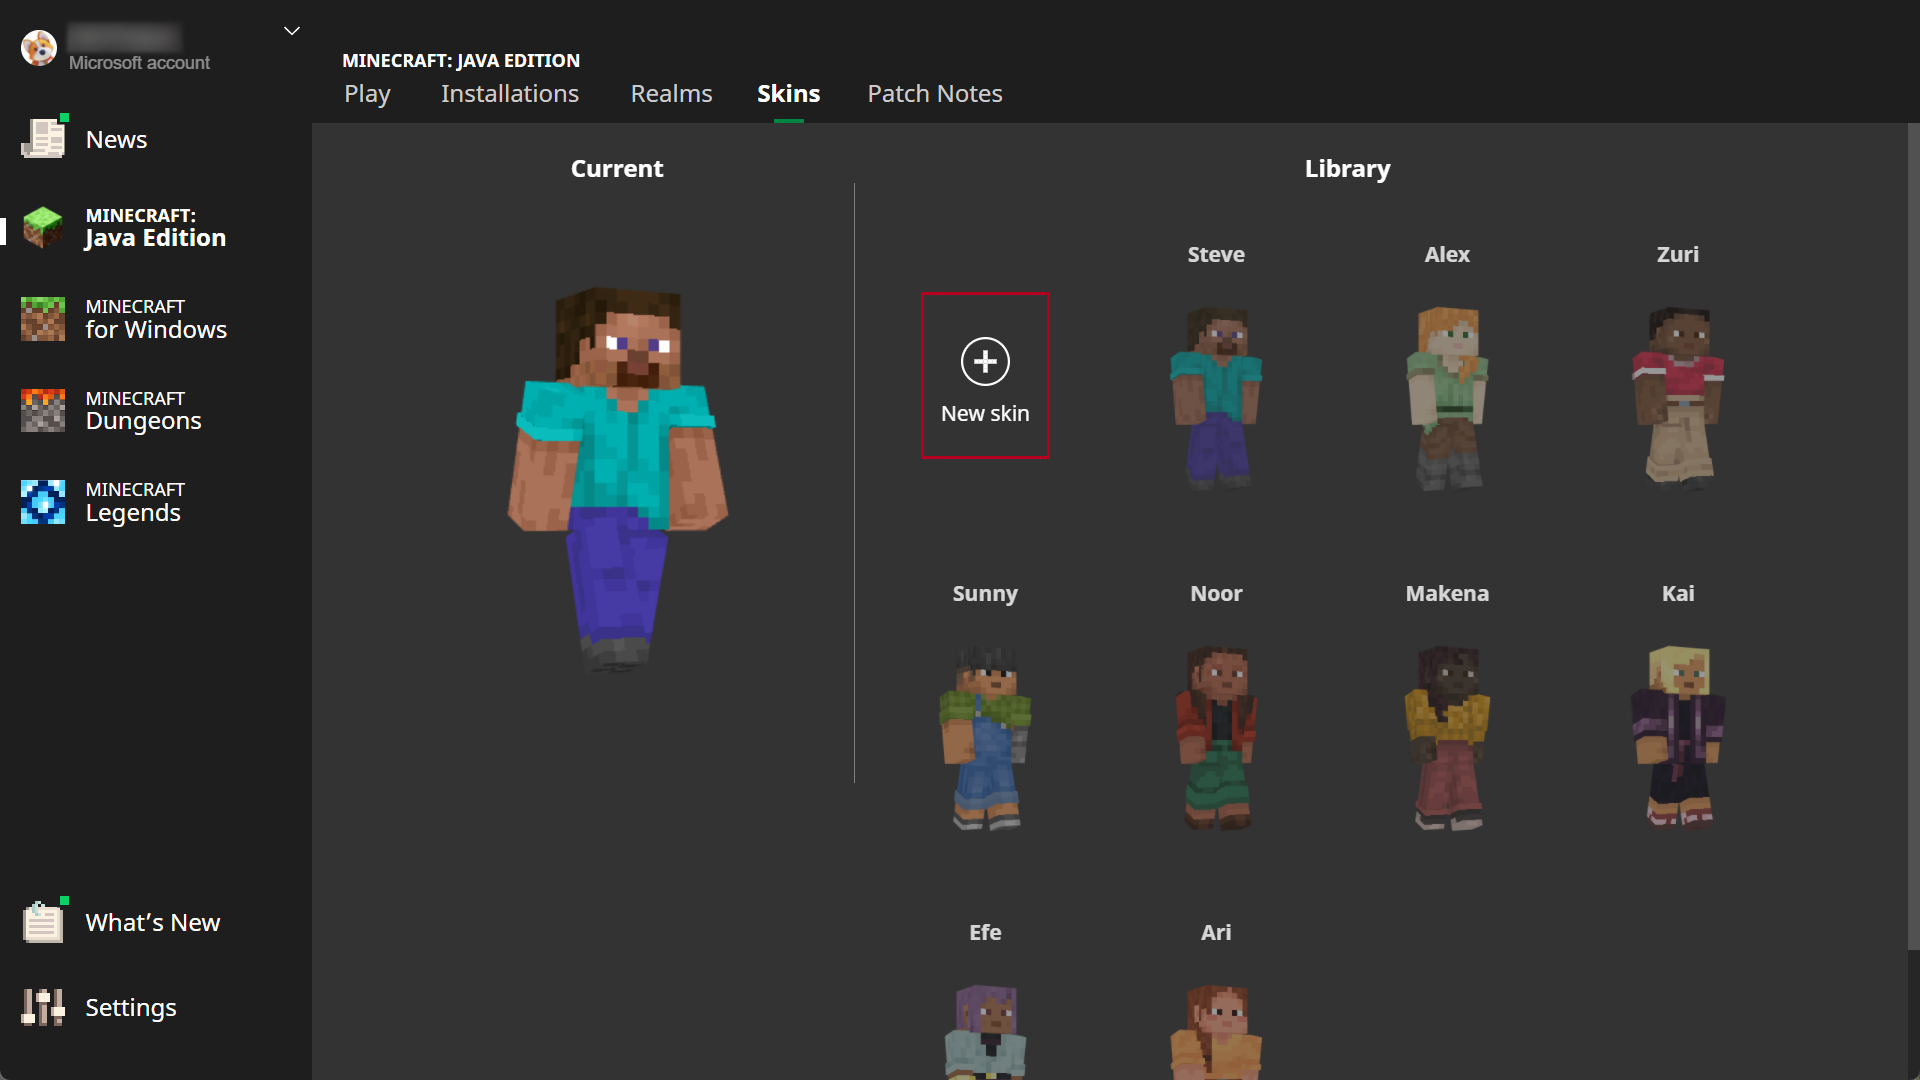 Microsoft account
News
MINECRAFT:
Java Edition
MINECRAFT
for Windows
MINECRAFT
Dungeons
MINECRAFT
Legends
What’s New
Settings
MINECRAFT: JAVA EDITION
Play Installations Realms Skins Patch Notes
Current
Library
New skin
Steve Alex Zuri
Sunny Noor Makena Kai
Efe Ari